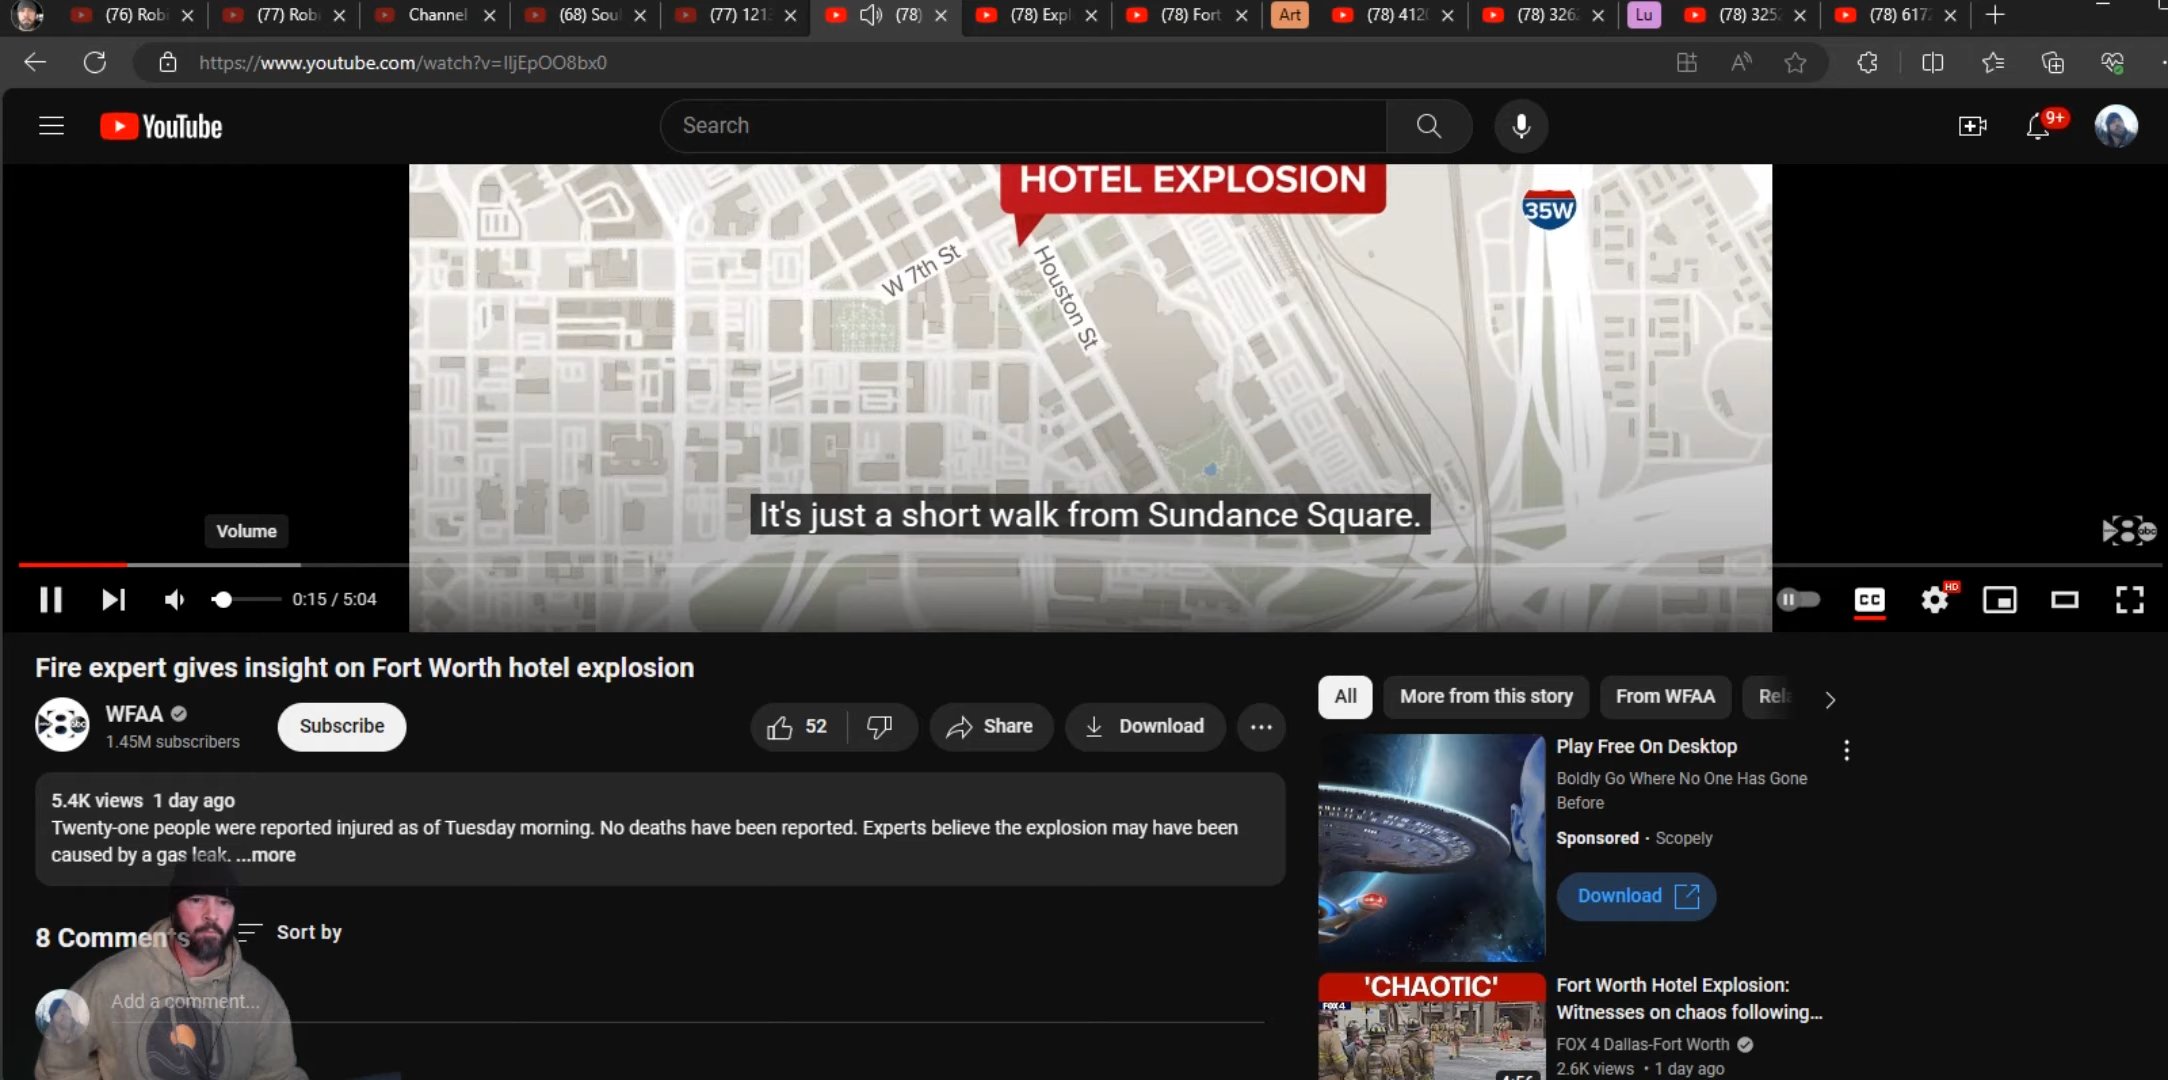 (76) Rob
(77) Rob
Channel
(68) Sou
(77) 121
(78)
(78) Expl
(78) Fort
Art
(78) 412
(78) 326
Lu
(78) 325
(78) 617
https://www.youtube.com/watch?v=IIjEpOO8bx0
YouTube
Search
9+
HOTEL EXPLOSION
35W
W 7th St
Houston St
It's just a short walk from Sundance Square.
Volume
8 abc
0:15 / 5:04
CC
HD
Fire expert gives insight on Fort Worth hotel explosion
WFAA
1.45M subscribers
Subscribe
52
Share
Download
5.4K views 1 day ago
Twenty-one people were reported injured as of Tuesday morning. No deaths have been reported. Experts believe the explosion may have been
caused by a gas leak. ...more
8 Comments
Sort by
Add a comment...
All
More from this story
From WFAA
Rela
Play Free On Desktop
Boldly Go Where No One Has Gone
Before
Sponsored · Scopely
Download
'CHAOTIC'
FOX 4
Fort Worth Hotel Explosion:
Witnesses on chaos following...
FOX 4 Dallas-Fort Worth
2.6K views • 1 day ago